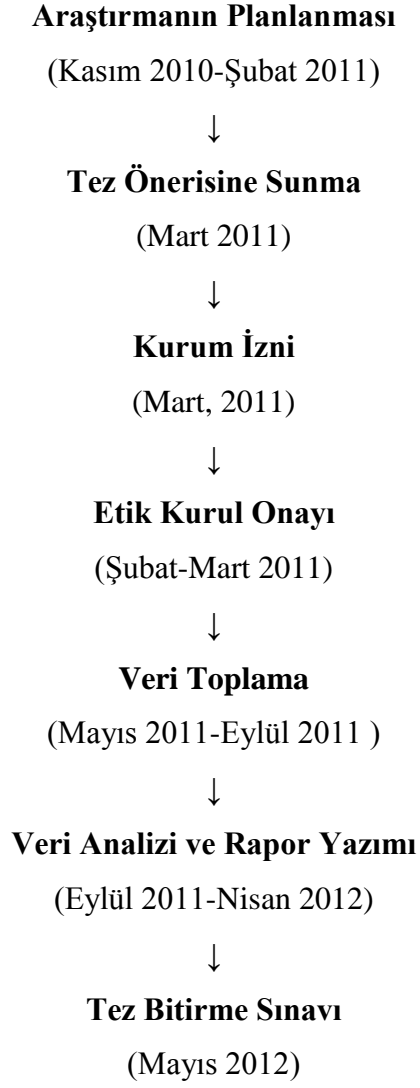 Araştırmanın Planlanması
(Kasım 2010-Şubat 2011)
↓
Tez Önerisine Sunma
(Mart 2011)
↓
Kurum İzni
(Mart, 2011)
↓
Etik Kurul Onayı
(Şubat-Mart 2011)
↓
Veri Toplama
(Mayıs 2011-Eylül 2011 )
↓
Veri Analizi ve Rapor Yazımı
(Eylül 2011-Nisan 2012)
↓
Tez Bitirme Sınavı
(Mayıs 2012)